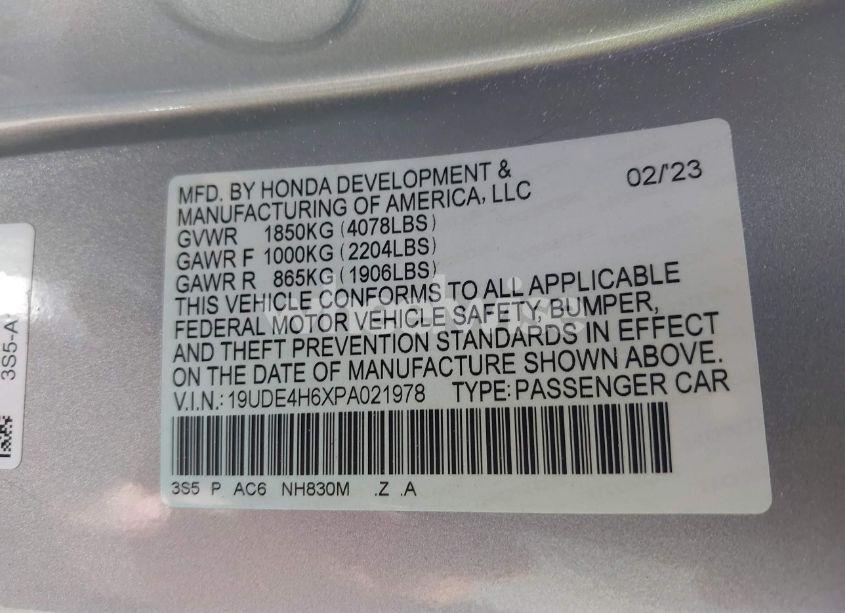 MFD. BY HONDA DEVELOPMENT & 02/'23
MANUFACTURING OF AMERICA, LLC
GVWR 1850KG (4078LBS)
GAWR F 1000KG (2204LBS)
GAWR R 865KG (1906LBS)
THIS VEHICLE CONFORMS TO ALL APPLICABLE
FEDERAL MOTOR VEHICLE SAFETY, BUMPER,
AND THEFT PREVENTION STANDARDS IN EFFECT
ON THE DATE OF MANUFACTURE SHOWN ABOVE.
V.I.N.: 19UDE4H6XPA021978 TYPE: PASSENGER CAR
3S5 P AC6 NH830M .Z .A
3S5-A